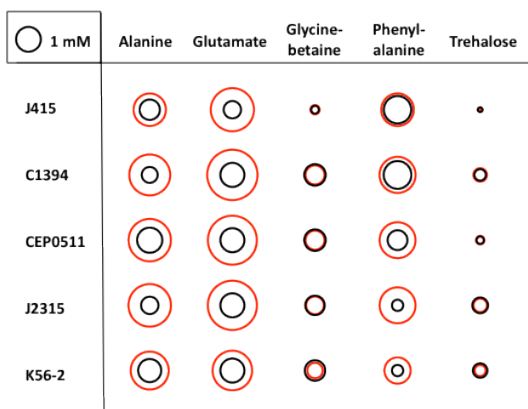 1 mM Alanine Glutamate Glycine- Phenyl- Trehalose
betaine alanine
J415
C1394
CEP0511
J2315
K56-2